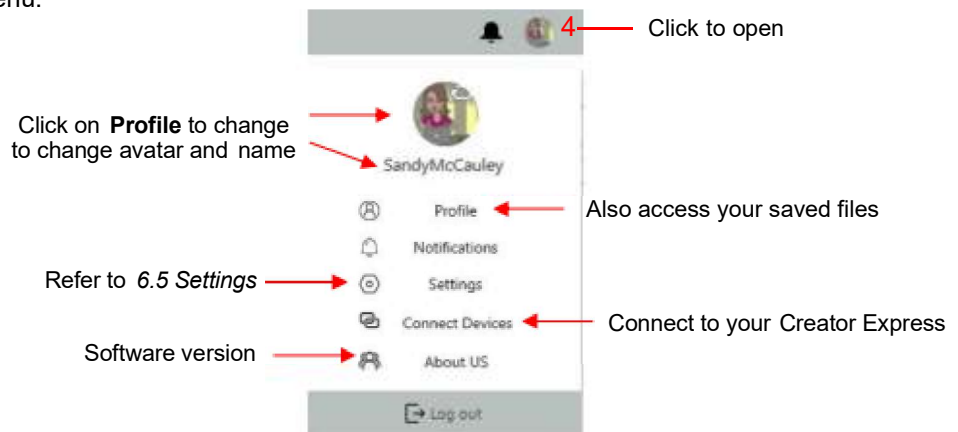 enu.
4 Click to open
Click on Profile to change
to change avatar and name
SandyMcCauley
Profile
Also access your saved files
Notifications
Refer to 6.5 Settings
Settings
Connect Devices
Connect to your Creator Express
Software version
About US
Log out